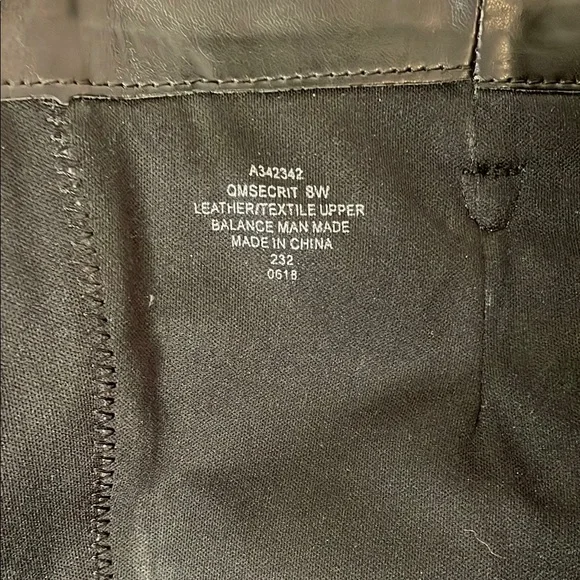 A342342
QMSECRIT 8W
LEATHER/TEXTILE UPPER
BALANCE MAN MADE
MADE IN CHINA
232
0618